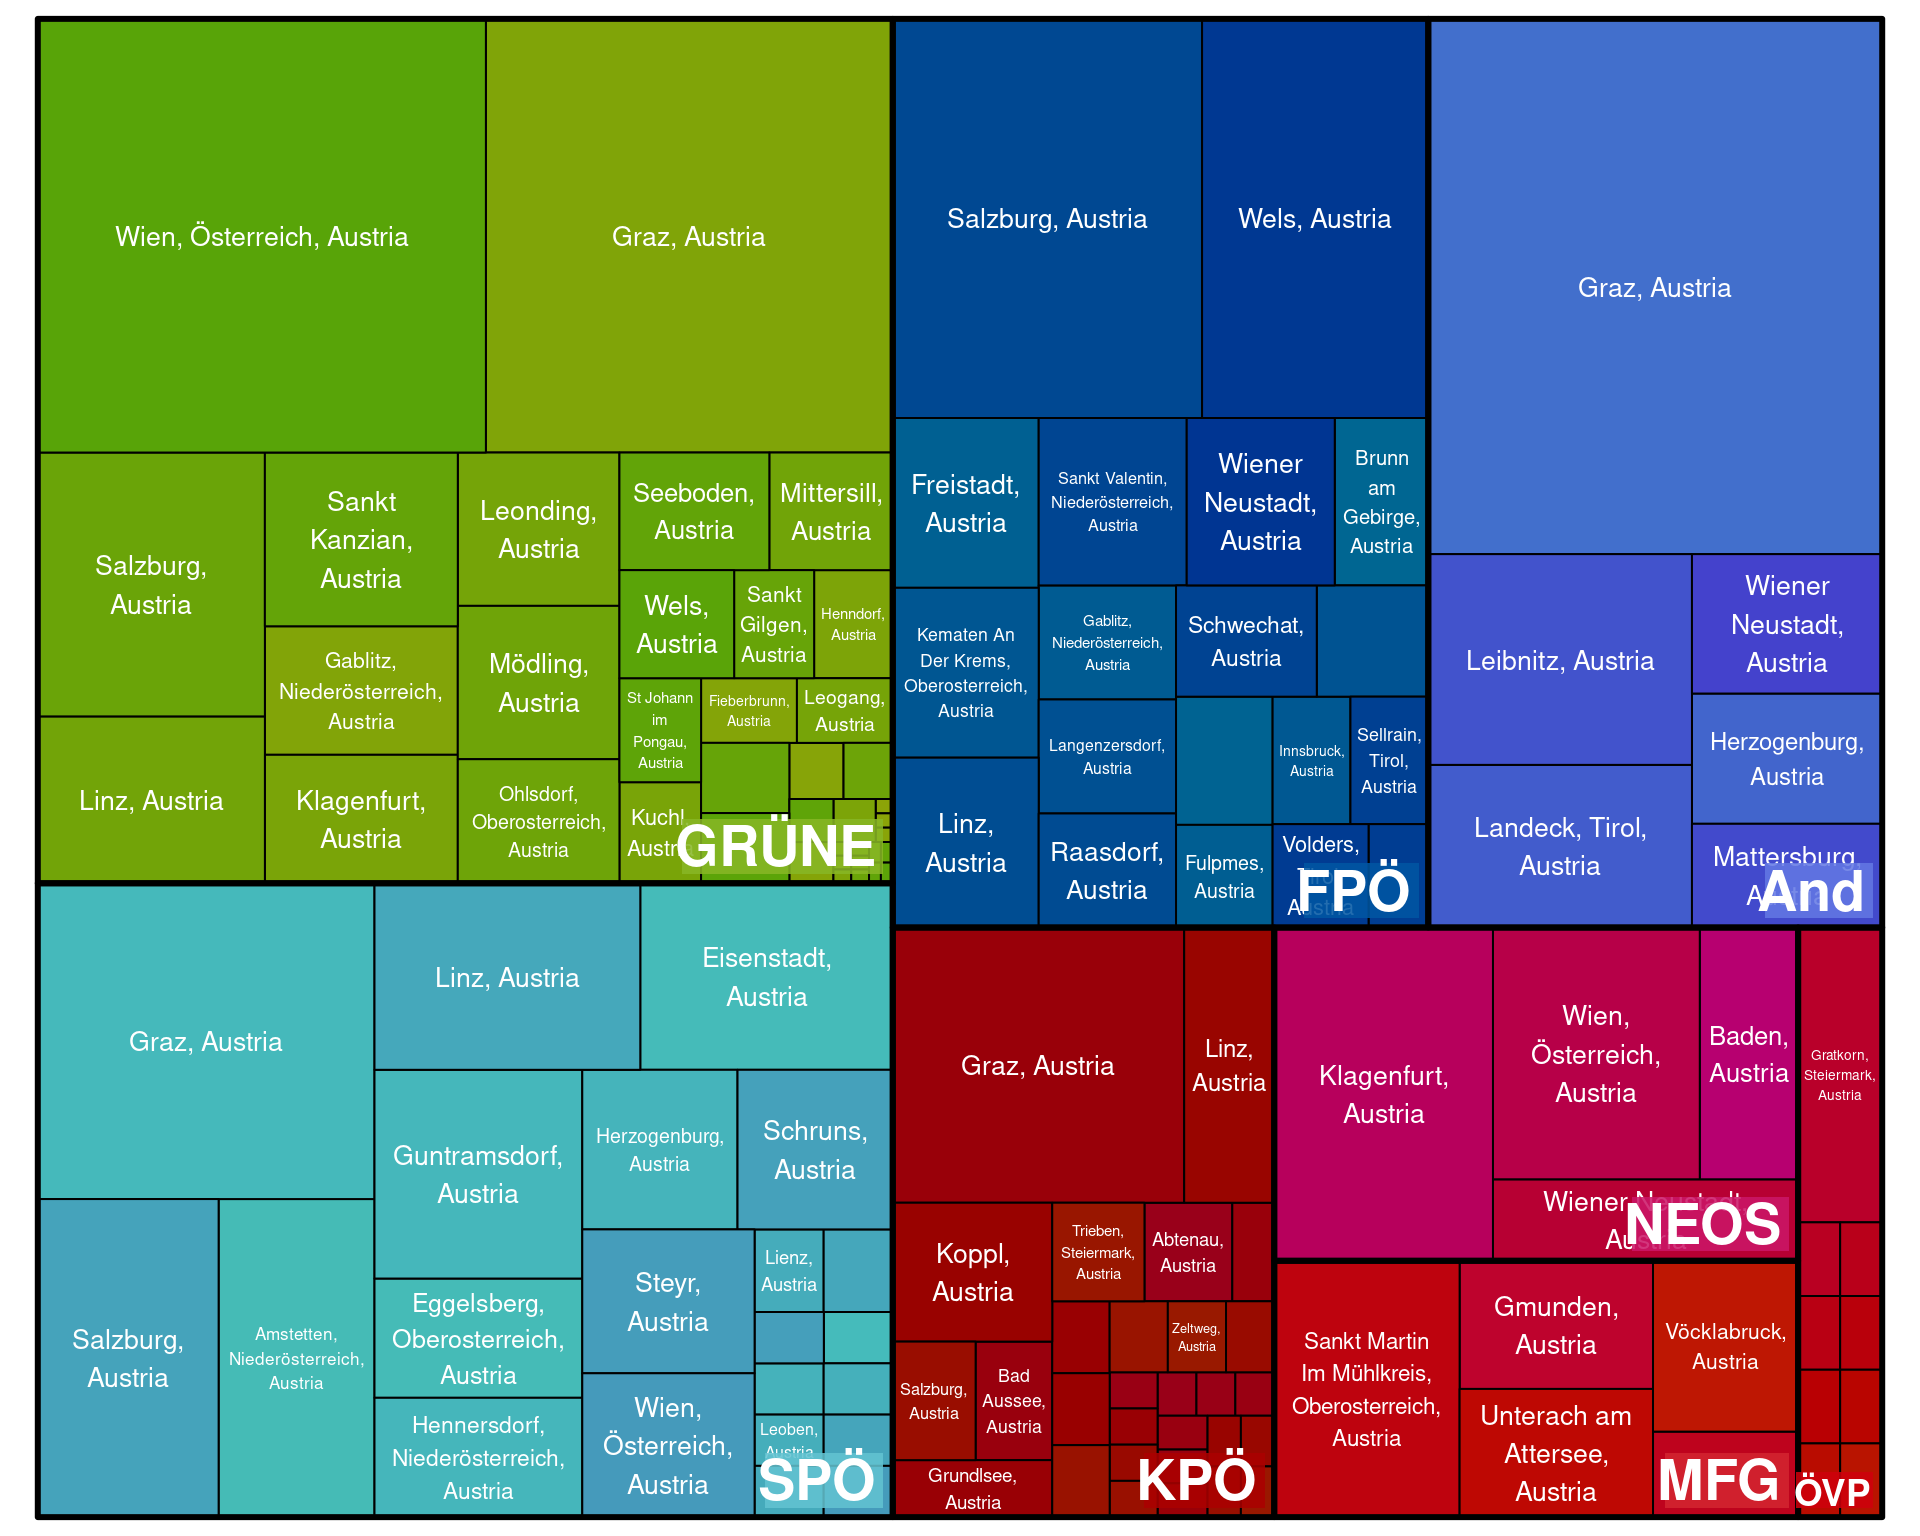 Wien, Österreich, Austria
Graz, Austria
Salzburg,
Austria
Linz, Austria
Sankt
Kanzian,
Austria
Gablitz,
Niederösterreich,
Austria
Klagenfurt,
Austria
Leonding,
Austria
Mödling,
Austria
Ohlsdorf,
Oberosterreich,
Austria
Seeboden,
Austria
Mittersill,
Austria
Wels,
Austria
Sankt
Gilgen,
Austria
Henndorf,
Austria
St Johann
im
Pongau,
Austria
Fieberbrunn,
Austria
Leogang,
Austria
Kuchl,
Austria
GRÜNE
Salzburg, Austria
Wels, Austria
Freistadt,
Austria
Sankt Valentin,
Niederösterreich,
Austria
Wiener
Neustadt,
Austria
Brunn
am
Gebirge,
Austria
Kematen An
Der Krems,
Oberosterreich,
Austria
Linz,
Austria
Gablitz,
Niederösterreich,
Austria
Langenzersdorf,
Austria
Raasdorf,
Austria
Schwechat,
Austria
Innsbruck,
Austria
Sellrain,
Tirol,
Austria
Fulpmes,
Austria
Volders,
Tirol,
Austria
FPÖ
Graz, Austria
Leibnitz, Austria
Landeck, Tirol,
Austria
Wiener
Neustadt,
Austria
Herzogenburg,
Austria
Mattersburg,
Austria
And
Graz, Austria
Salzburg,
Austria
Amstetten,
Niederösterreich,
Austria
Linz, Austria
Eisenstadt,
Austria
Guntramsdorf,
Austria
Eggelsberg,
Oberosterreich,
Austria
Hennersdorf,
Niederösterreich,
Austria
Herzogenburg,
Austria
Schruns,
Austria
Steyr,
Austria
Wien,
Österreich,
Austria
Lienz,
Austria
Leoben,
Austria
SPÖ
Graz, Austria
Linz,
Austria
Koppl,
Austria
Salzburg,
Austria
Bad
Aussee,
Austria
Grundlsee,
Austria
Trieben,
Steiermark,
Austria
Abtenau,
Austria
Zeltweg,
Austria
KPÖ
Klagenfurt,
Austria
Wien,
Österreich,
Austria
Baden,
Austria
Wiener Neustadt,
Austria
NEOS
Sankt Martin
Im Mühlkreis,
Oberosterreich,
Austria
Gmunden,
Austria
Unterach am
Attersee,
Austria
Vöcklabruck,
Austria
MFG
Gratkorn,
Steiermark,
Austria
ÖVP